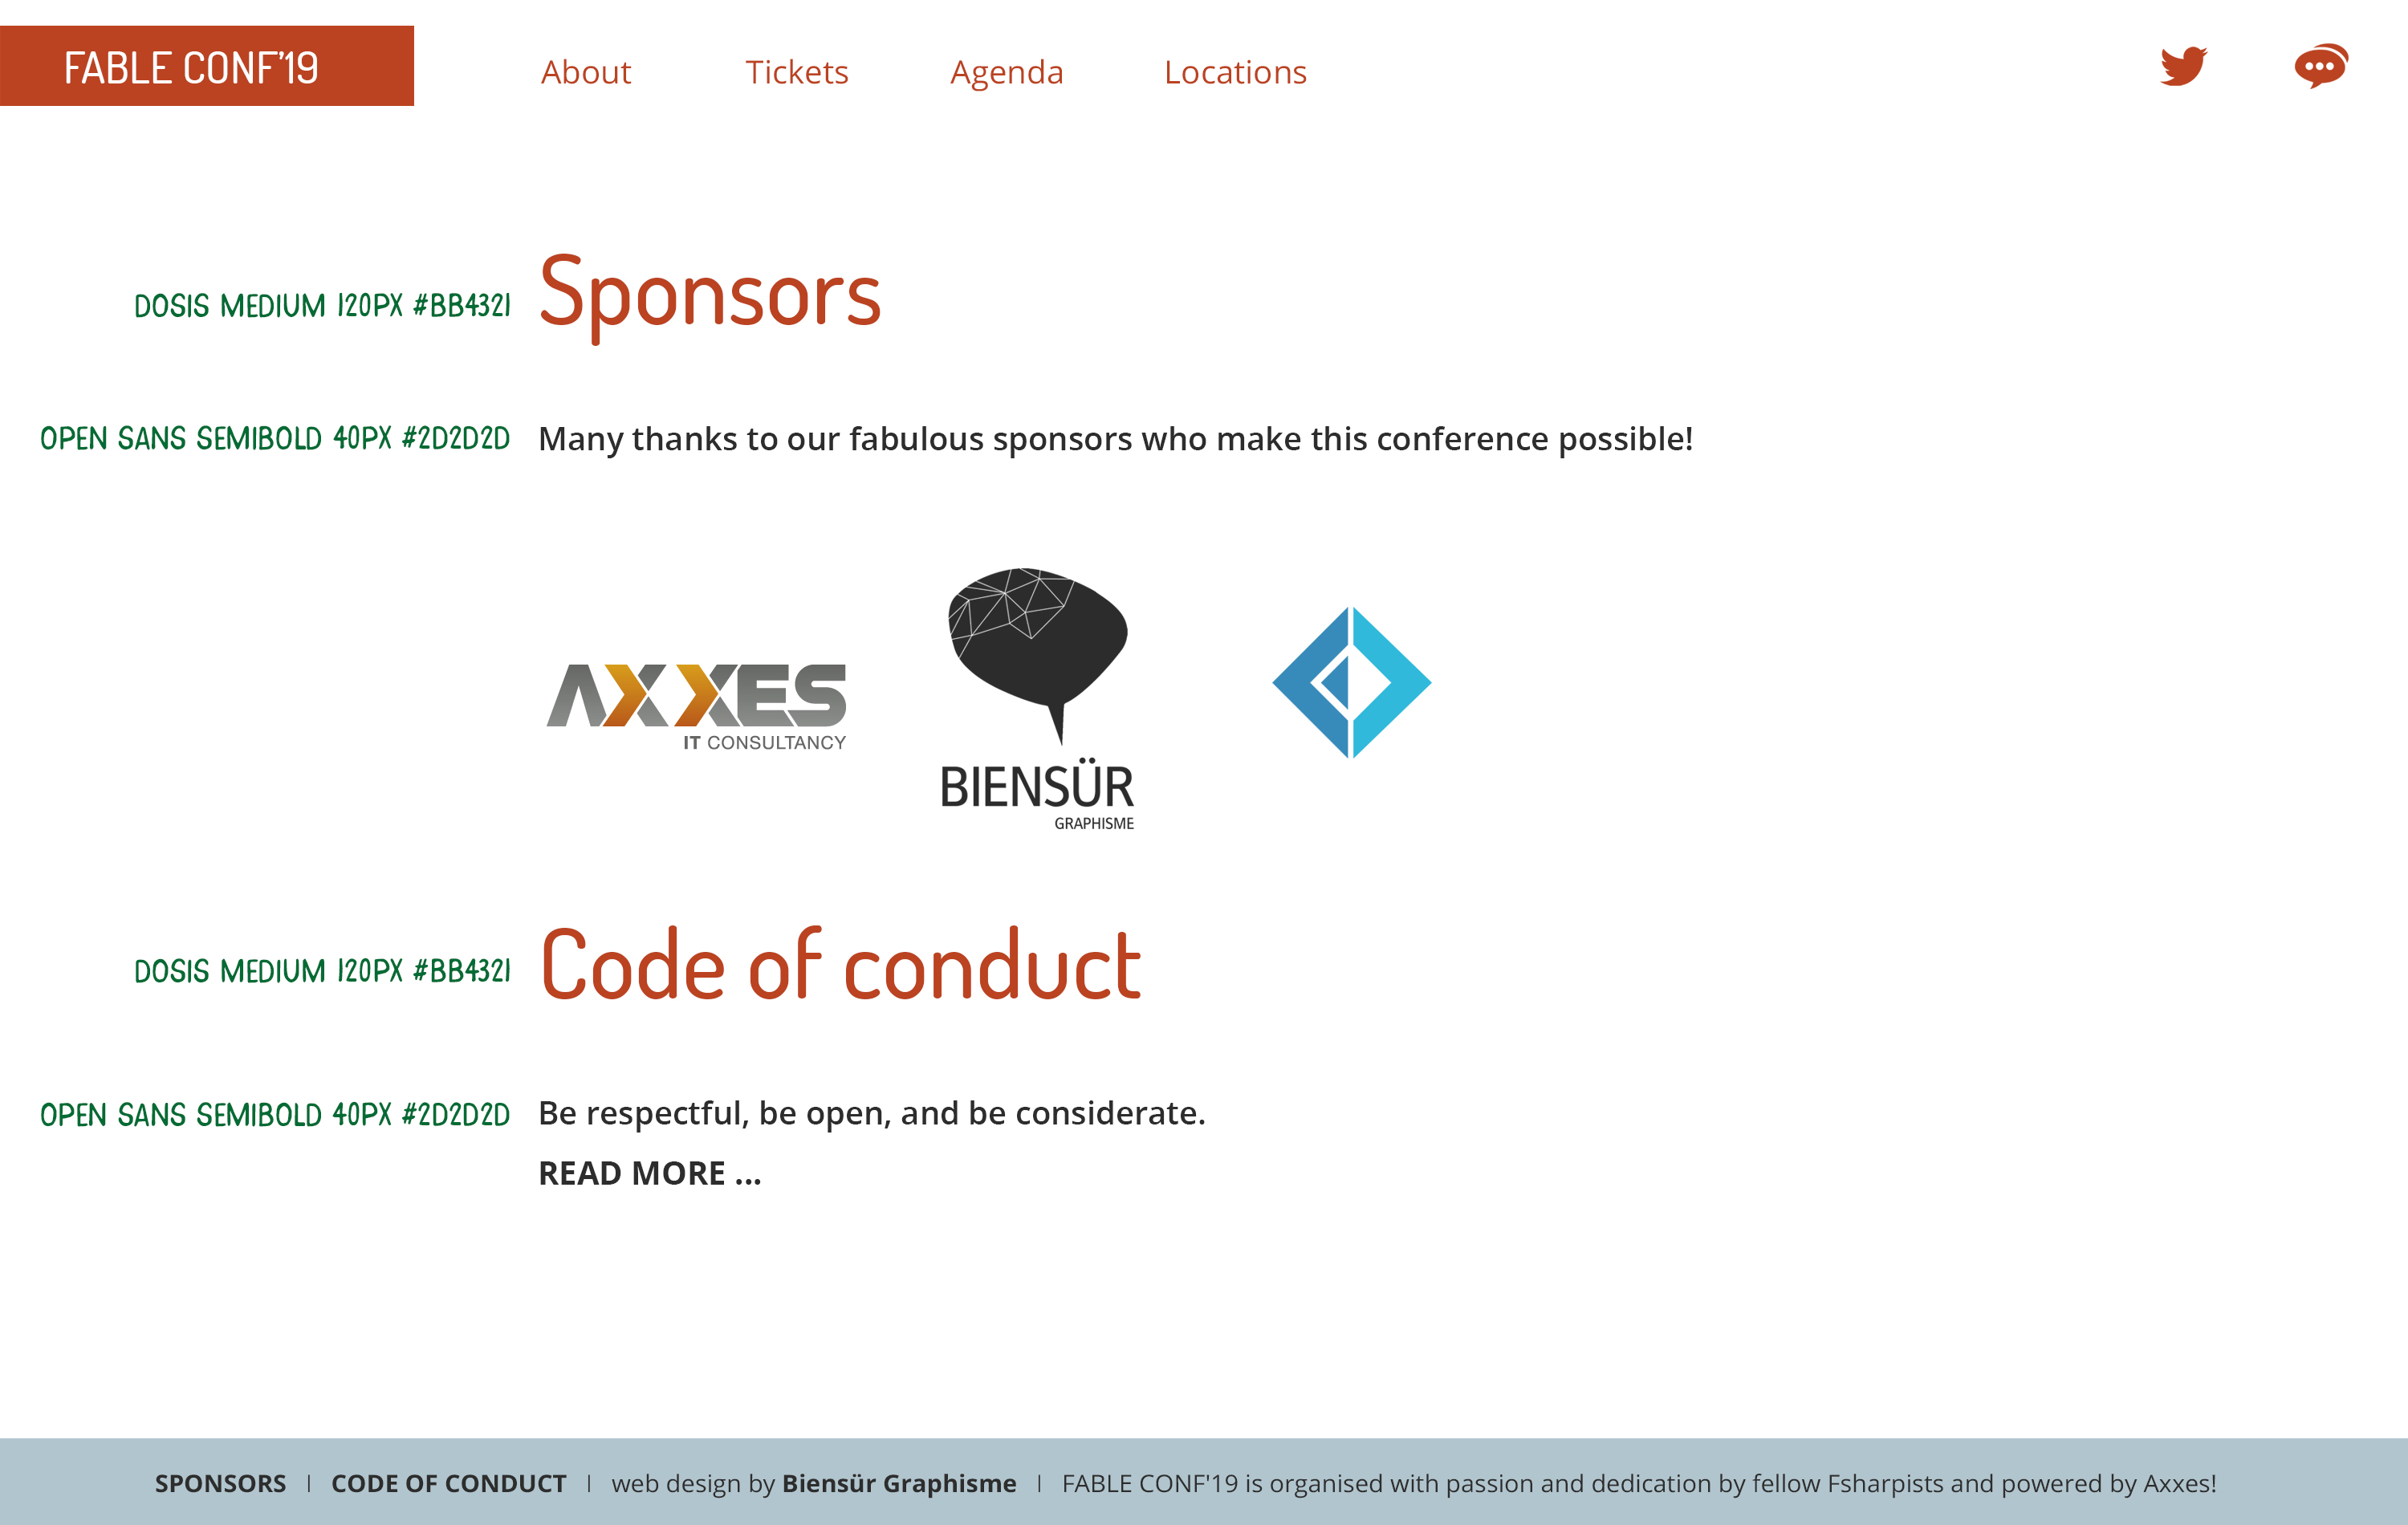 FABLE CONF'19
About
Tickets
Agenda
Locations
DOSIS MEDIUM 120PX #BB4321
Sponsors
OPEN SANS SEMIBOLD 40PX #2D2D2D
Many thanks to our fabulous sponsors who make this conference possible!
AXXES
IT CONSULTANCY
BIENSÜR
GRAPHISME
DOSIS MEDIUM 120PX #BB4321
Code of conduct
OPEN SANS SEMIBOLD 40PX #2D2D2D
Be respectful, be open, and be considerate.
READ MORE ...
SPONSORS | CODE OF CONDUCT | web design by Biensür Graphisme | FABLE CONF'19 is organised with passion and dedication by fellow Fsharpists and powered by Axxes!